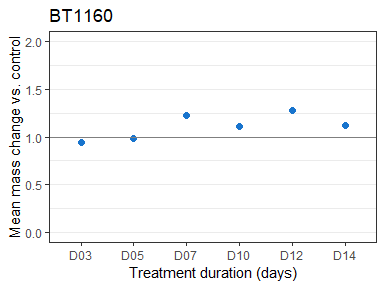 BT1160
Mean mass change vs. control
2.0
1.5
1.0
0.5
0.0
D03 D05 D07 D10 D12 D14
Treatment duration (days)